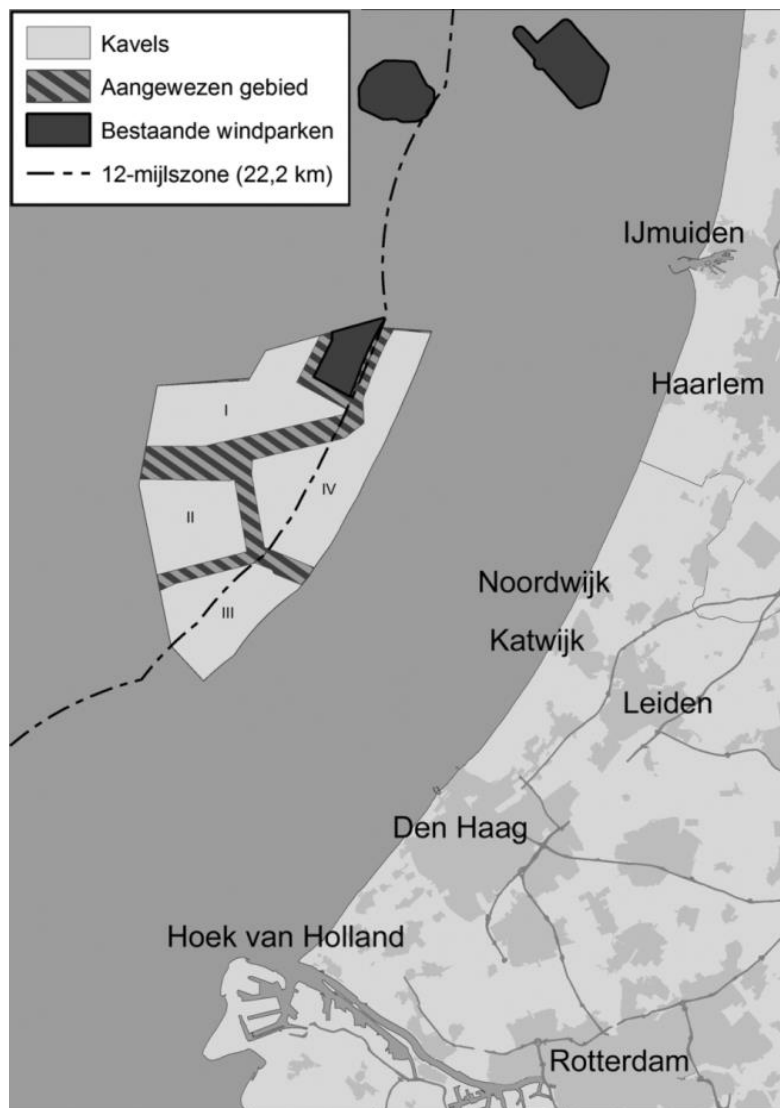 Kavels
Aangewezen gebied
Bestaande windparken
12-mijlszone (22,2 km)
IJmuiden
Haarlem
I
IV
II
Noordwijk
III
Katwijk
Leiden
Den Haag
Hoek van Holland
Rotterdam